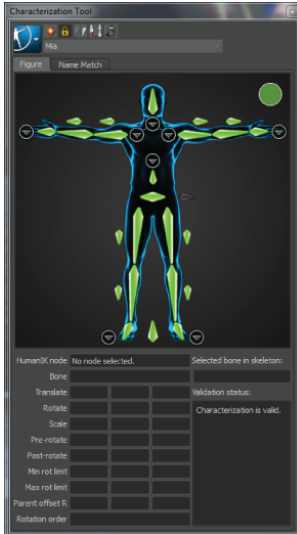 Characterization Tool
Mia
Figure Name Match
HumanIK node No node selected. Selected bone in skeleton:
Bone
Translate Validation status:
Rotate Characterization is valid.
Scale
Pre-rotate
Post-rotate
Min rot limit
Max rot limit
Parent offset R
Rotation order